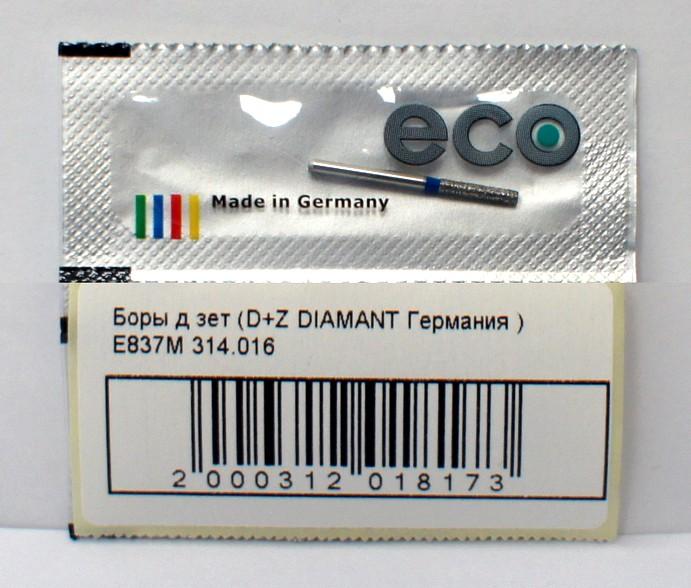 eco
Made in Germany
Боры д зет (D+Z DIAMANT Германия )
E837M 314.016
2 000312 018173